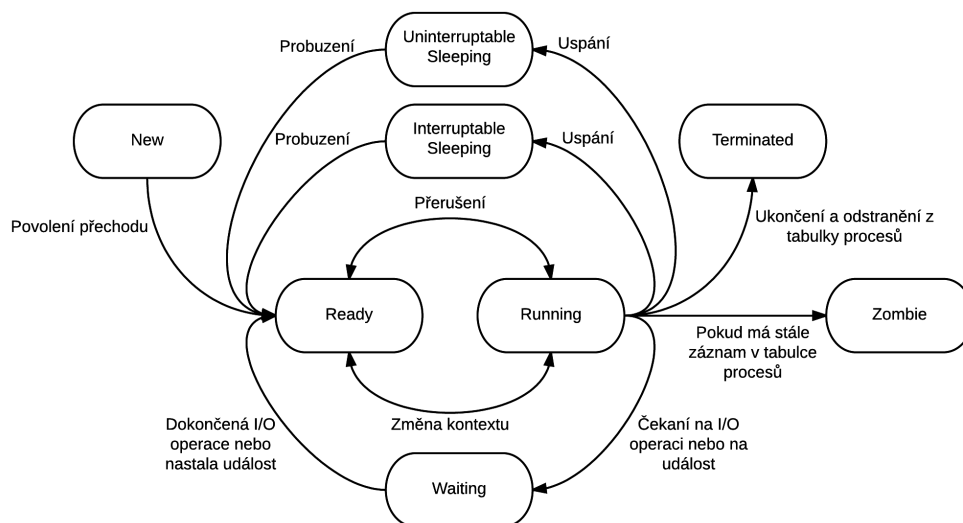 Uninterruptable
Sleeping
Probuzení
Uspání
New
Interruptable
Sleeping
Probuzení
Uspání
Terminated
Povolení přechodu
Přerušení
Ukončení a odstranění z
tabulky procesů
Ready
Running
Zombie
Pokud má stále
záznam v tabulce
procesů
Dokončená I/O
operace nebo
nastala událost
Změna kontextu
Čekaní na I/O
operaci nebo na
událost
Waiting